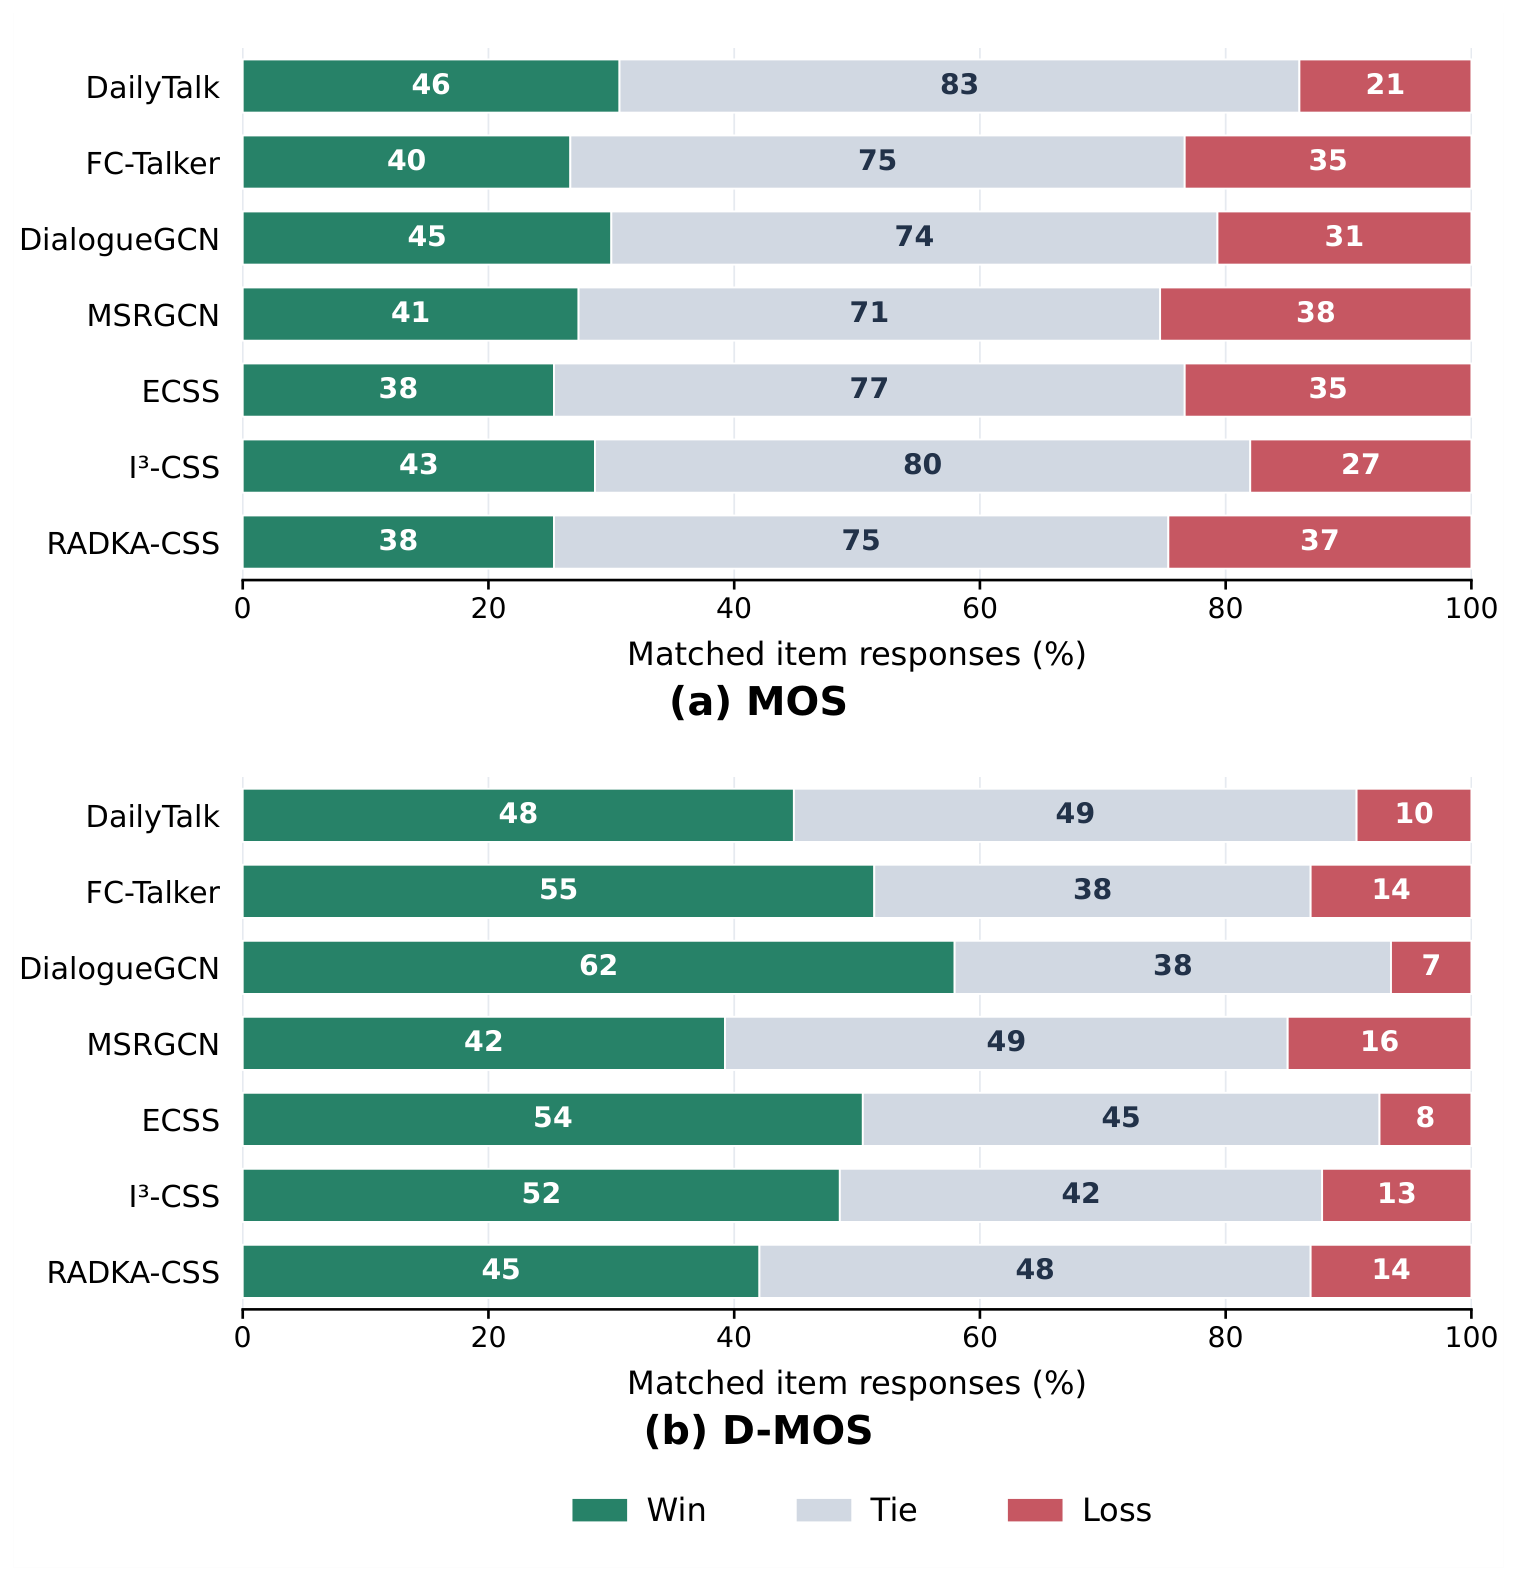 DailyTalk 46 83 21
FC-Talker 40 75 35
DialogueGCN 45 74 31
MSRGCN 41 71 38
ECSS 38 77 35
I³-CSS 43 80 27
RADKA-CSS 38 75 37
0 20 40 60 80 100
Matched item responses (%)
(a) MOS
DailyTalk 48 49 10
FC-Talker 55 38 14
DialogueGCN 62 38 7
MSRGCN 42 49 16
ECSS 54 45 8
I³-CSS 52 42 13
RADKA-CSS 45 48 14
0 20 40 60 80 100
Matched item responses (%)
(b) D-MOS
Win Tie Loss